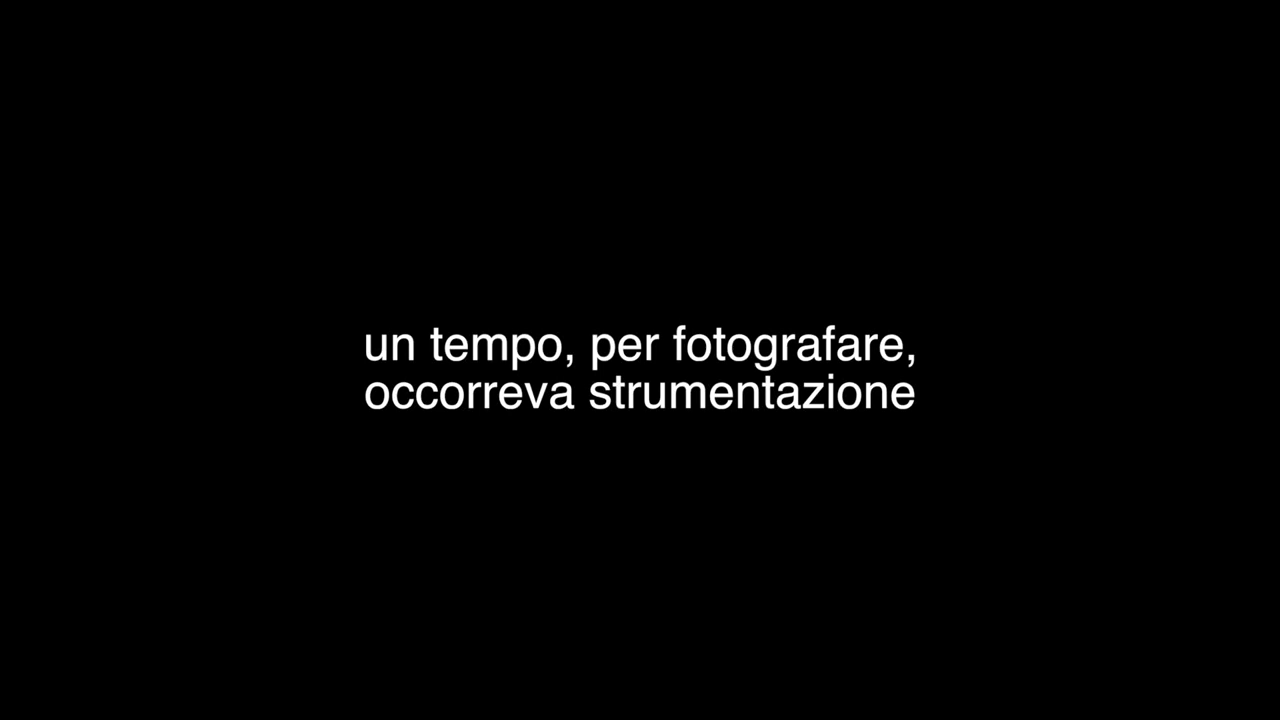 un tempo, per fotografare,
occorreva strumentazione